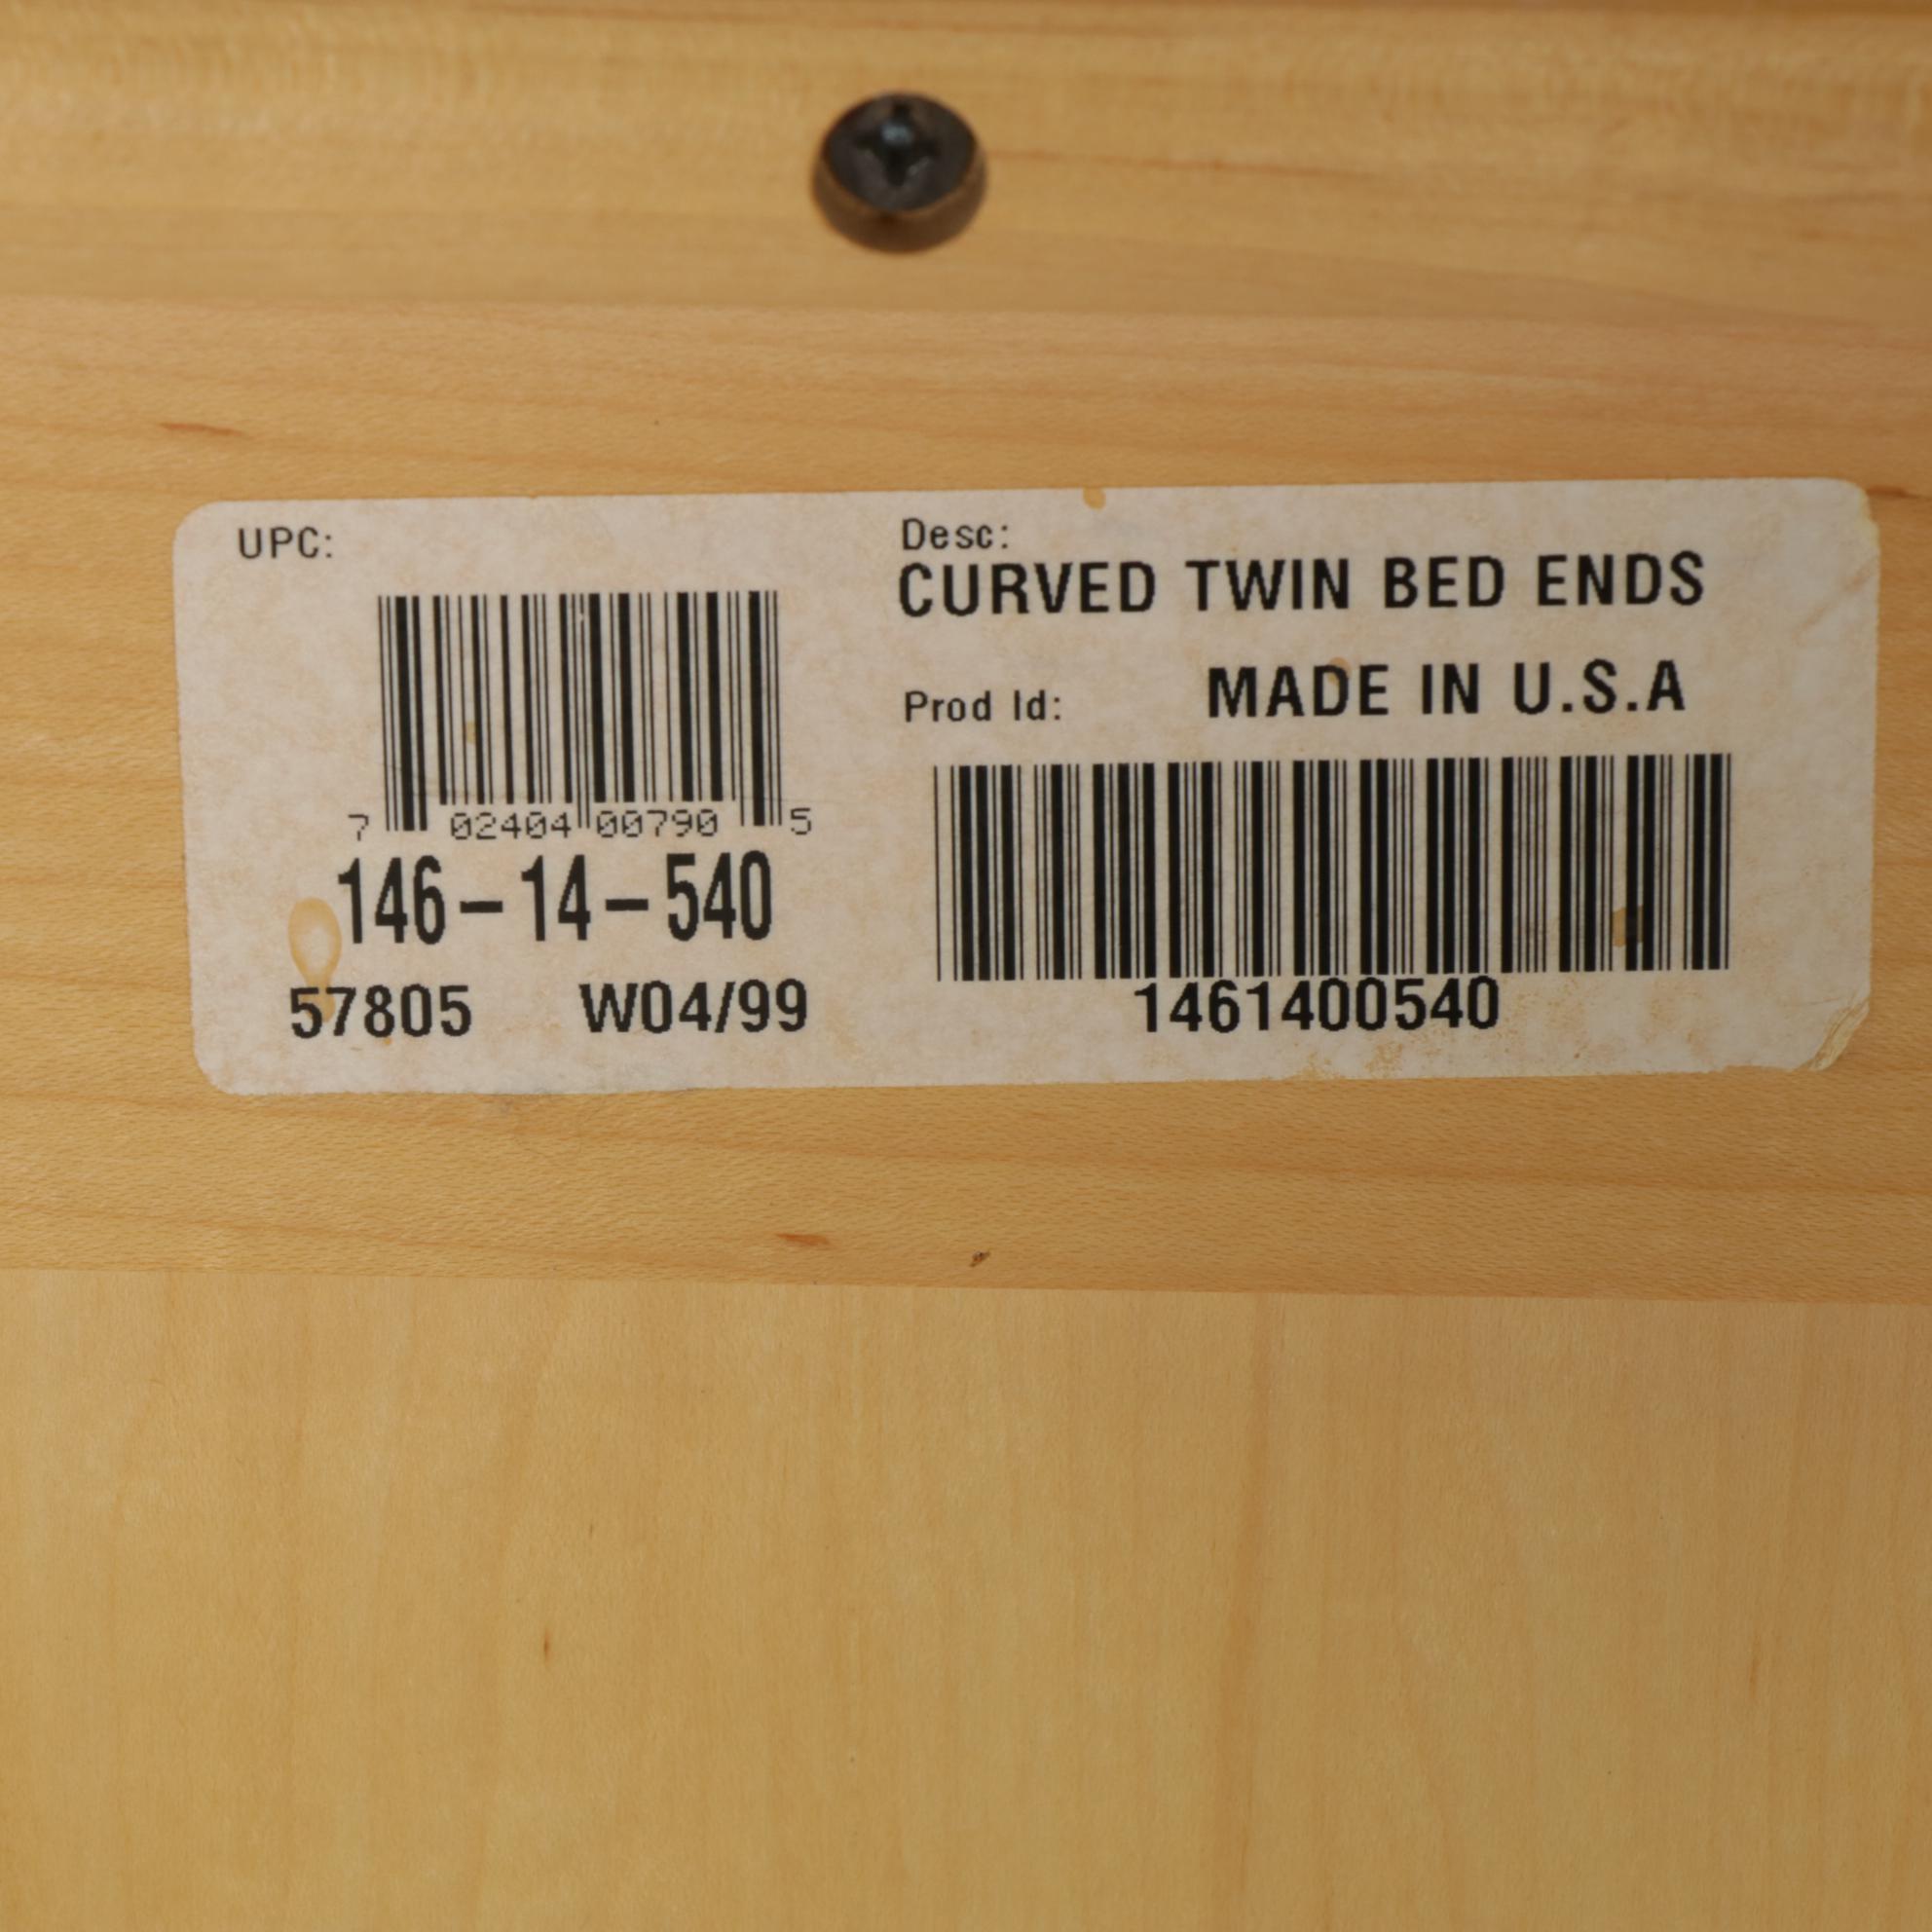 UPC:
7 02404 00790 5
146-14-540
57805 W04/99
Desc:
CURVED TWIN BED ENDS
Prod Id: MADE IN U.S.A
1461400540